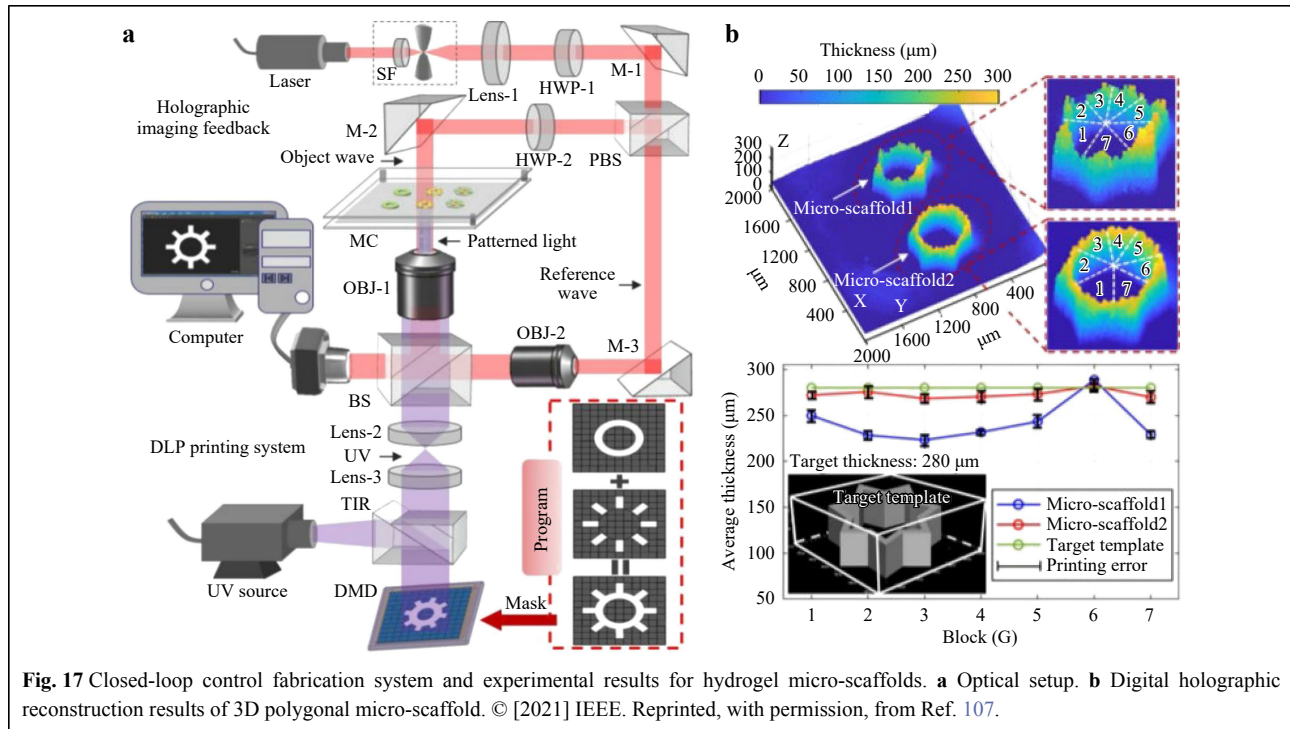 a
Laser
SF
Lens-1
HWP-1
M-1
Holographic
imaging feedback
M-2
HWP-2
PBS
Object wave
MC
Patterned light
OBJ-1
Reference
wave
Computer
OBJ-2
M-3
BS
Lens-2
DLP printing system
UV
Lens-3
TIR
UV source
DMD
Mask
Program
b
Thickness (μm)
0 50 100 150 200 250 300
Z
300
200
100
0
2000
1600
1200
800
400
μm
X
Y
2000
1600
1200
800
400
μm
Micro-scaffold1
Micro-scaffold2
1 2 3 4 5 6 7
1 2 3 4 5 6 7
Average thickness (μm)
300
250
200
150
100
50
Target thickness: 280 μm
Target template
Micro-scaffold1
Micro-scaffold2
Target template
Printing error
1 2 3 4 5 6 7
Block (G)
Fig. 17 Closed-loop control fabrication system and experimental results for hydrogel micro-scaffolds. a Optical setup. b Digital holographic
reconstruction results of 3D polygonal micro-scaffold. © [2021] IEEE. Reprinted, with permission, from Ref. 107.